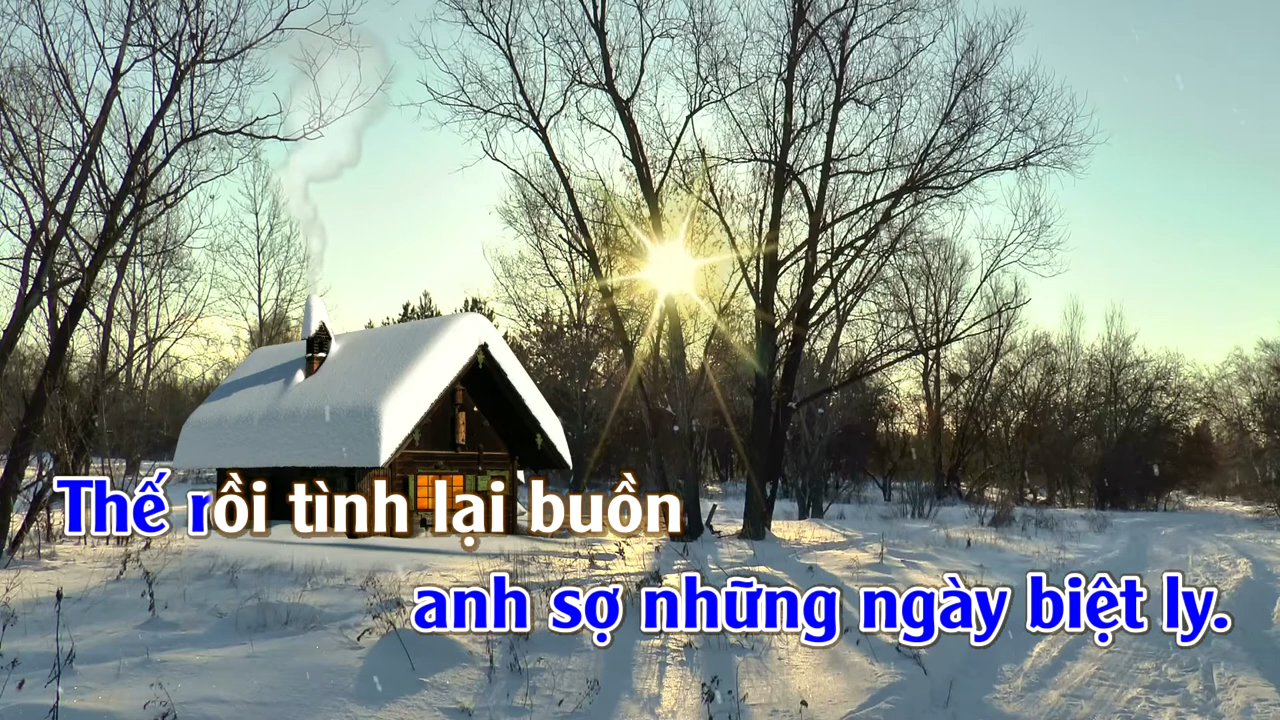 Thế rồi tình lại buồn
anh sợ những ngày biệt ly.